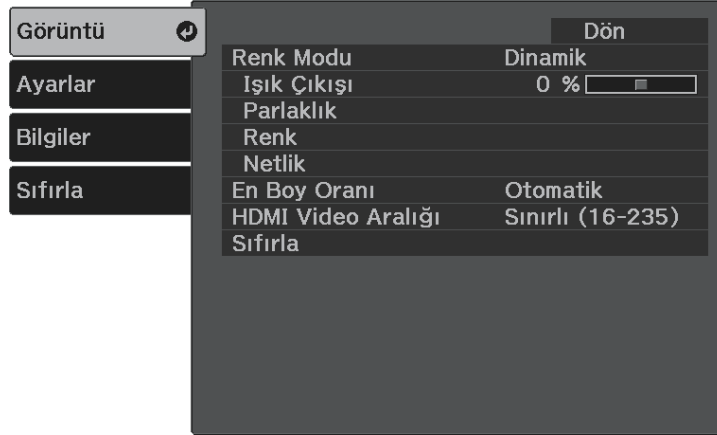 Görüntü
Ayarlar
Bilgiler
Sıfırla
Dön
Renk Modu Dinamik
Işık Çıkışı 0 %
Parlaklık
Renk
Netlik
En Boy Oranı Otomatik
HDMI Video Aralığı Sınırlı (16-235)
Sıfırla